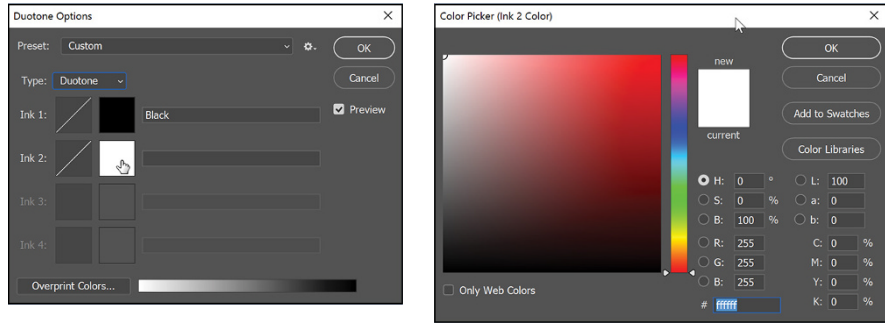 Duotone Options
Preset: Custom
OK
Type: Duotone
Cancel
Ink 1: Black
Preview
Ink 2:
Ink 3:
Ink 4:
Overprint Colors...
Color Picker (Ink 2 Color)
new
OK
Cancel
Add to Swatches
current
Color Libraries
H: 0 ° L: 100
S: 0 % a: 0
B: 100 % b: 0
R: 255 C: 0 %
G: 255 M: 0 %
B: 255 Y: 0 %
Only Web Colors
# ffffff K: 0 %